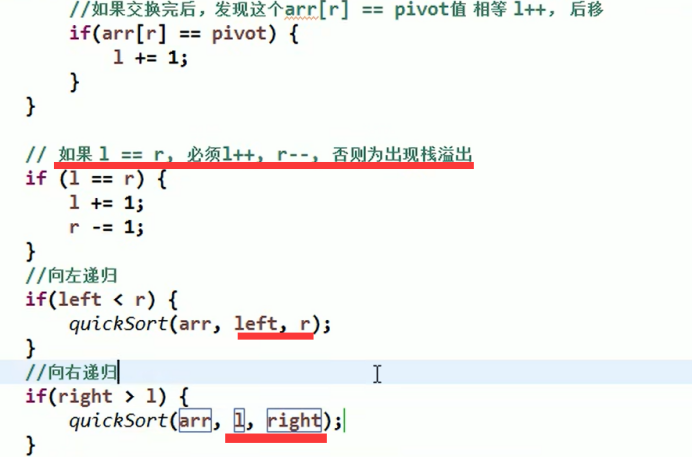 //如果交换完后，发现这个arr[r] == pivot值 相等 l++, 后移
if(arr[r] == pivot) {
l += 1;
}
}
// 如果 l == r, 必须l++, r--, 否则为出现栈溢出
if (l == r) {
l += 1;
r -= 1;
}
//向左递归
if(left < r) {
quickSort(arr, left, r);
}
//向右递归
if(right > l) {
quickSort(arr, l, right);
}